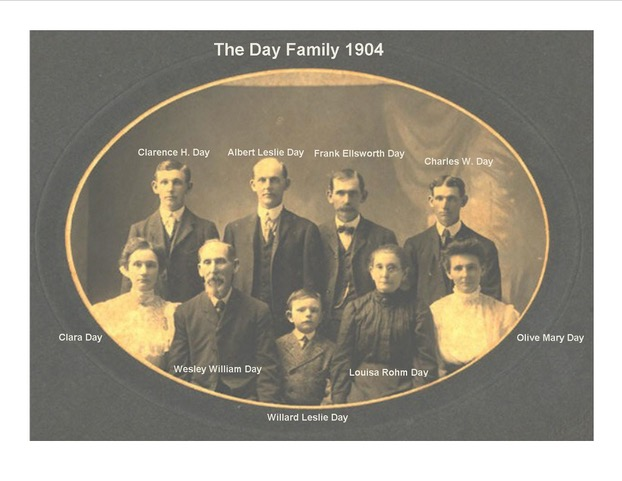 The Day Family 1904
Clarence H. Day
Albert Leslie Day
Frank Ellsworth Day
Charles W. Day
Clara Day
Olive Mary Day
Wesley William Day
Louisa Rohm Day
Willard Leslie Day